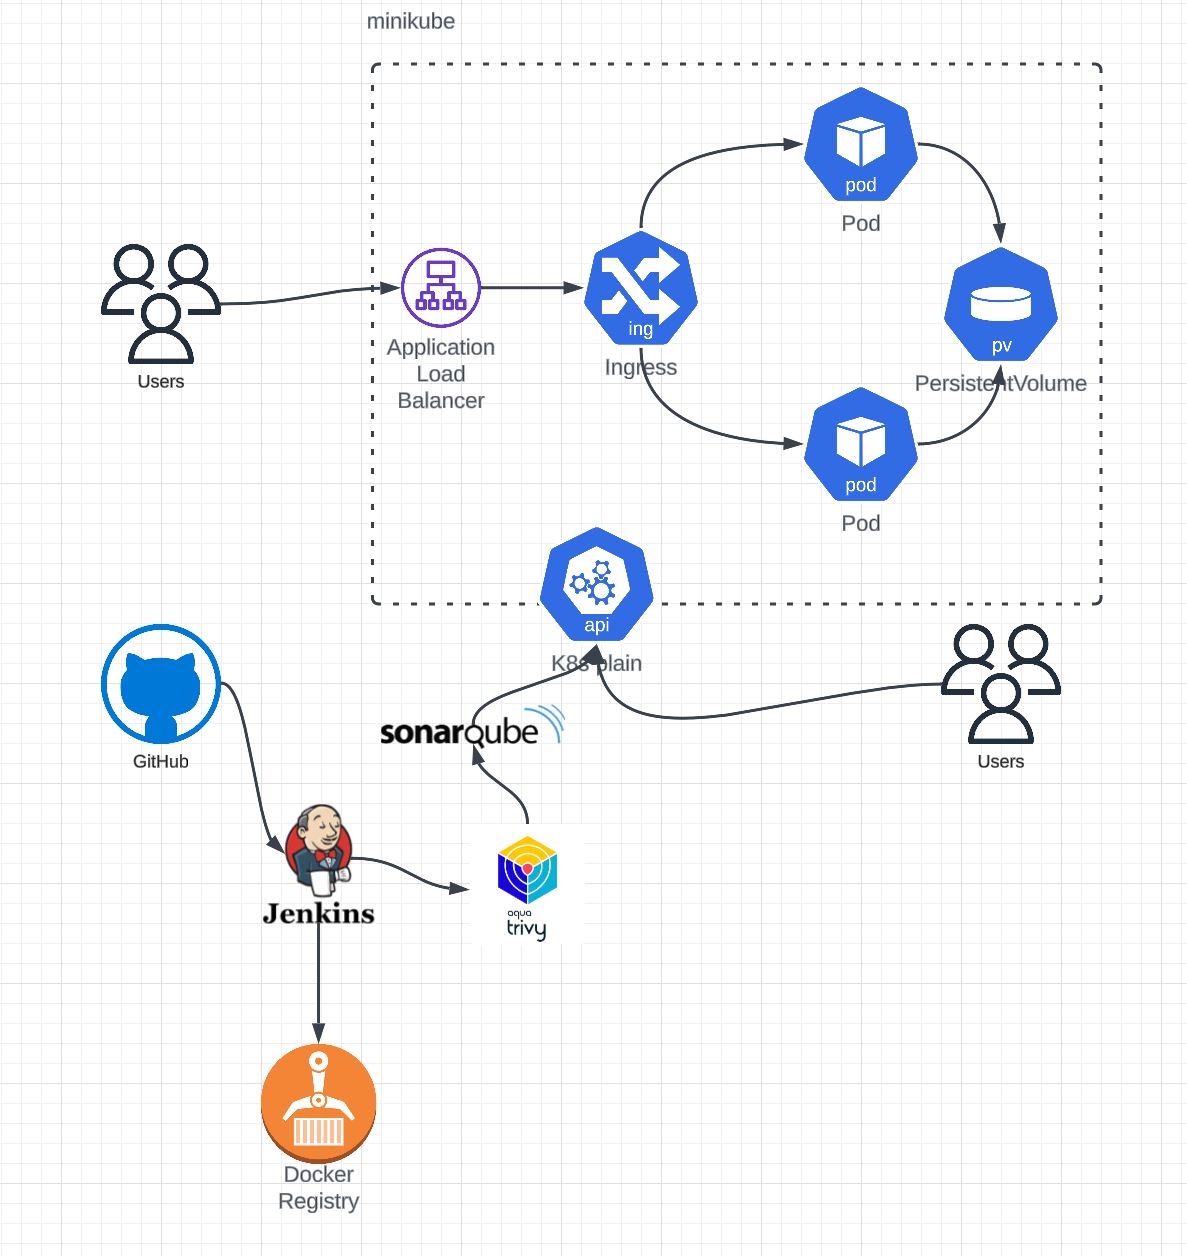 minikube
pod
Pod
Users
Application
Load
Balancer
ing
Ingress
pv
PersistentVolume
pod
Pod
api
K8s plain
GitHub
sonarqube
Users
Jenkins
aqua
trivy
Docker
Registry